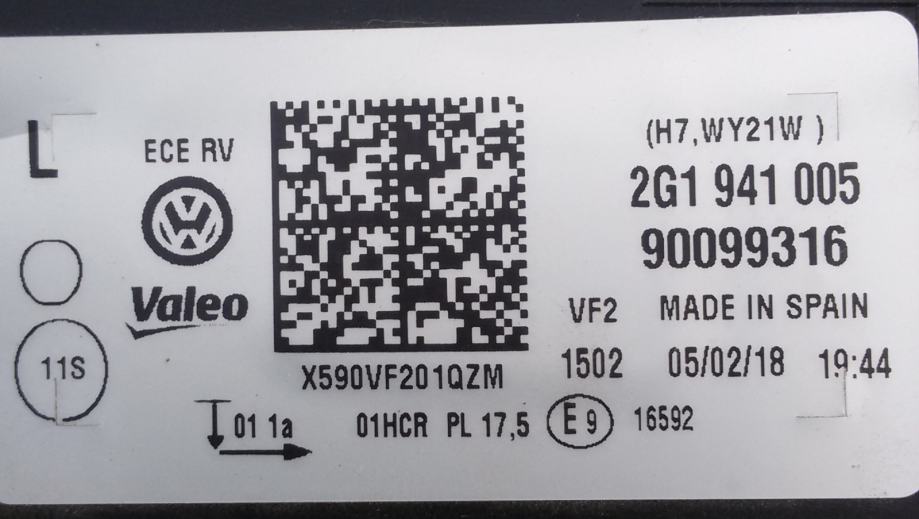 L
ECE RV
(H7,WY21W )
2G1 941 005
90099316
Valeo
VF2 MADE IN SPAIN
11S
1502 05/02/18 19:44
X590VF201QZM
01 1a 01HCR PL 17,5 E 9 16592